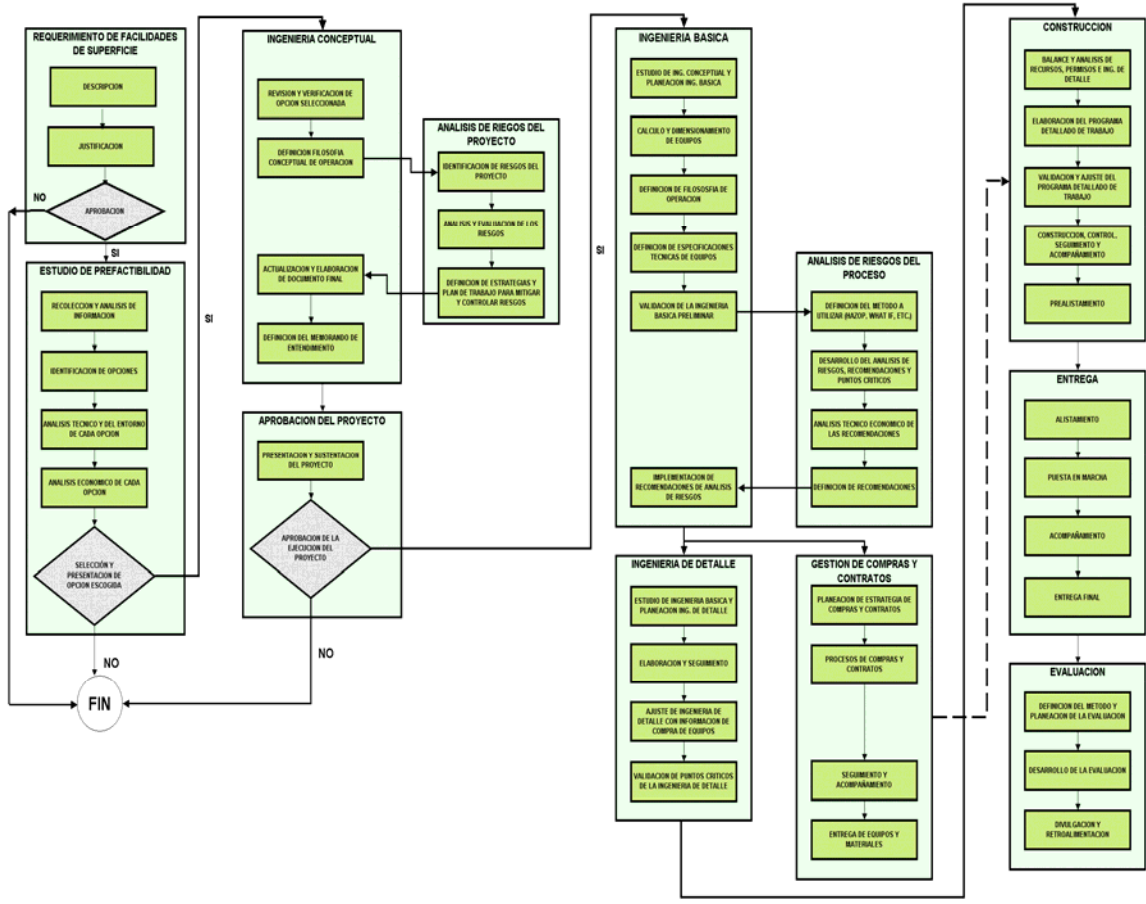 REQUERIMIENTO DE FACILIDADES
DE SUPERFICIE
DESCRIPCION
JUSTIFICACION
NO
APROBACION
SI
ESTUDIO DE PREFACTIBILIDAD
RECOLECCION Y ANALISIS DE
INFORMACION
IDENTIFICACION DE OPCIONES
ANALISIS TECNICO Y DEL ENTORNO
DE CADA OPCION
ANALISIS ECONOMICO DE CADA
OPCION
SELECCIÓN Y
PRESENTACION DE
OPCION ESCOGIDA
NO
FIN
SI
INGENIERIA CONCEPTUAL
REVISION Y VERIFICACION DE
OPCION SELECCIONADA
DEFINICION FILOSOFIA
CONCEPTUAL DE OPERACION
ACTUALIZACION Y ELABORACION
DE DOCUMENTO FINAL
DEFINICION DEL MEMORANDO DE
ENTENDIMIENTO
ANALISIS DE RIEGOS DEL
PROYECTO
IDENTIFICACION DE RIESGOS DEL
PROYECTO
ANALISIS Y EVALUACION DE LOS
RIESGOS
DEFINICION DE ESTRATEGIAS Y
PLAN DE TRABAJO PARA MITIGAR
Y CONTROLAR RIESGOS
APROBACION DEL PROYECTO
PRESENTACION Y SUSTENTACION
DEL PROYECTO
APROBACION DE LA
EJECUCION DEL
PROYECTO
NO
SI
INGENIERIA BASICA
ESTUDIO DE ING. CONCEPTUAL Y
PLANEACION ING. BASICA
CALCULO Y DIMENSIONAMIENTO
DE EQUIPOS
DEFINICION DE FILOSOSFIA DE
OPERACION
DEFINICION DE ESPECIFICACIONES
TECNICAS DE EQUIPOS
VALIDACION DE LA INGENIERIA
BASICA PRELIMINAR
IMPLEMENTACION DE
RECOMENDACIONES DE ANALISIS DE
RIESGOS
ANALISIS DE RIESGOS DEL
PROCESO
DEFINICION DEL METODO A
UTILIZAR (HAZOP, WHAT IF, ETC.)
DESARROLLO DEL ANALISIS DE
RIESGOS, RECOMENDACIONES Y
PUNTOS CRITICOS
ANALISIS TECNICO ECONOMICO DE
LAS RECOMENDACIONES
DEFINICION DE RECOMENDACIONES
INGENIERIA DE DETALLE
ESTUDIO DE INGENIERIA BASICA Y
PLANEACION ING. DE DETALLE
ELABORACION Y SEGUIMIENTO
AJUSTE DE INGENIERIA DE
DETALLE CON INFORMACION DE
COMPRA DE EQUIPOS
VALIDACION DE PUNTOS CRITICOS
DE LA INGENIERIA DE DETALLE
GESTION DE COMPRAS Y
CONTRATOS
PLANEACION DE ESTRATEGIA DE
COMPRAS Y CONTRATOS
PROCESOS DE COMPRAS Y
CONTRATOS
SEGUIMIENTO Y
ACOMPAÑAMIENTO
ENTREGA DE EQUIPOS Y
MATERIALES
CONSTRUCCION
BALANCE Y ANALISIS DE
RECURSOS, PERMISOS E ING. DE
DETALLE
ELABORACION DEL PROGRAMA
DETALLADO DE TRABAJO
VALIDACION Y AJUSTE DEL
PROGRAMA DETALLADO DE
TRABAJO
CONSTRUCCION, CONTROL,
SEGUIMIENTO Y
ACOMPAÑAMIENTO
PREALISTAMIENTO
ENTREGA
ALISTAMIENTO
PUESTA EN MARCHA
ACOMPAÑAMIENTO
ENTREGA FINAL
EVALUACION
DEFINICION DEL METODO Y
PLANEACION DE LA EVALUACION
DESARROLLO DE LA EVALUACION
DIVULGACION Y
RETROALIMENTACION